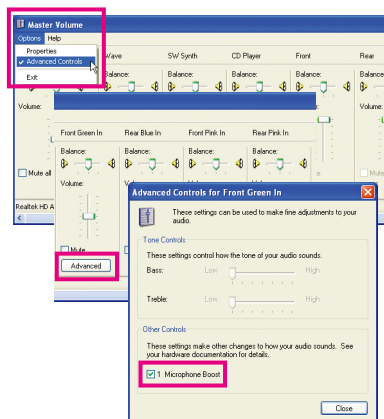 Master Volume
Options Help
Properties
Advanced Controls
Exit
Wave SW Synth CD Player Front Rear
Balance: Balance: Balance: Balance: Balance
Volume: Volume:
Mute all Mute
Realtek HD A
Front Green In Rear Blue In Front Pink In Rear Pink In
Balance: Balance: Balance: Balance:
Volume:
Mute
Advanced
Advanced Controls for Front Green In
These settings can be used to make fine adjustments to your
audio.
Tone Controls
These settings control how the tone of your audio sounds.
Bass: Low High
Treble: Low High
Other Controls
These settings make other changes to how your audio sounds. See
your hardware documentation for details.
1 Microphone Boost
Close